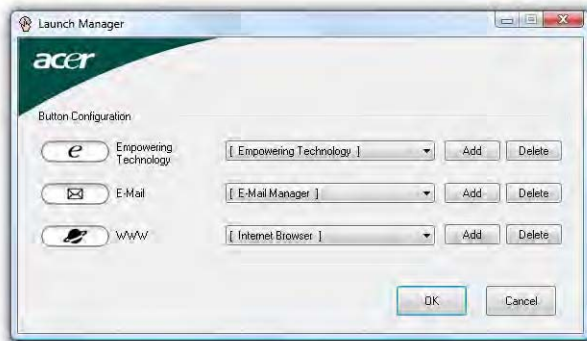 Launch Manager
acer
Button Configuration
e
Empowering
Technology
[ Empowering Technology ]
Add
Delete
E-Mail
[ E-Mail Manager ]
Add
Delete
WWW
[ Internet Browser ]
Add
Delete
OK
Cancel